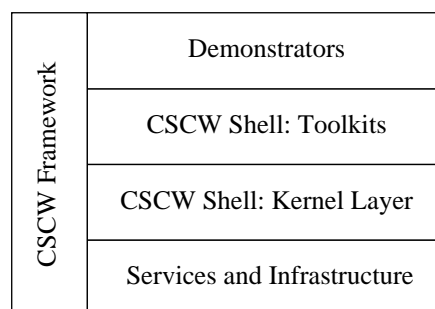 CSCW Framework
Demonstrators
CSCW Shell: Toolkits
CSCW Shell: Kernel Layer
Services and Infrastructure